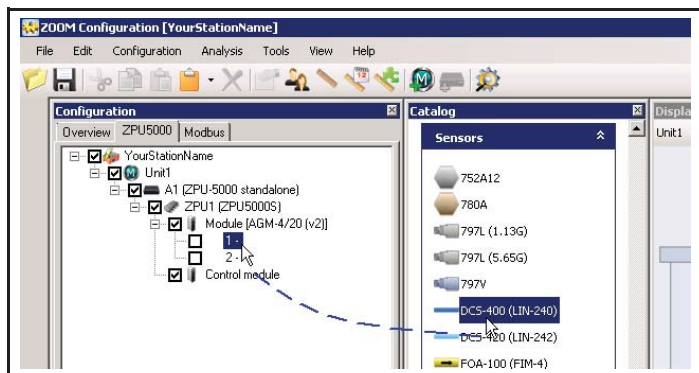 ZOOM Configuration [YourStationName]
File Edit Configuration Analysis Tools View Help
Configuration
Overview ZPU5000 Modbus
YourStationName
Unit1
A1 (ZPU-5000 standalone)
ZPU1 (ZPU5000S)
Module [AGM-4/20 (v2)]
1 -
2 -
Control module
Catalog
Sensors
752A12
780A
797L (1.13G)
797L (5.65G)
797V
DCS-400 (LIN-240)
DCS-420 (LIN-242)
FOA-100 (FIM-4)
Unit1